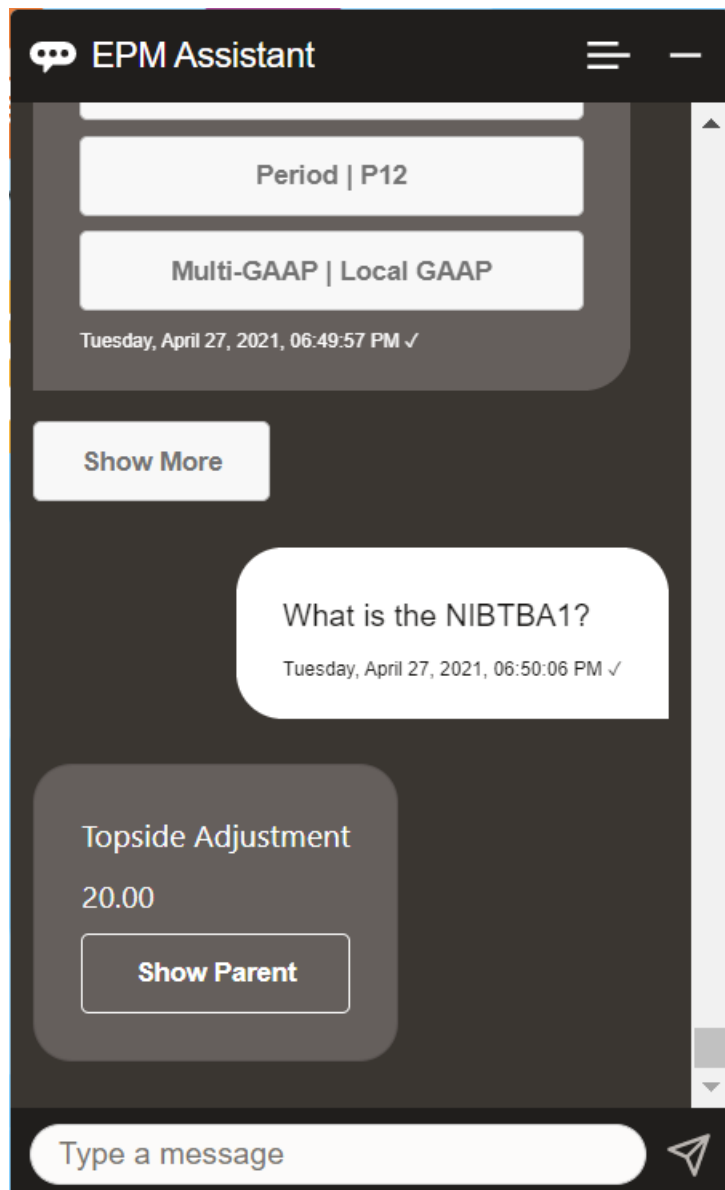 EPM Assistant
Period | P12
Multi-GAAP | Local GAAP
Tuesday, April 27, 2021, 06:49:57 PM ✓
Show More
What is the NIBTBA1?
Tuesday, April 27, 2021, 06:50:06 PM ✓
Topside Adjustment
20.00
Show Parent
Type a message